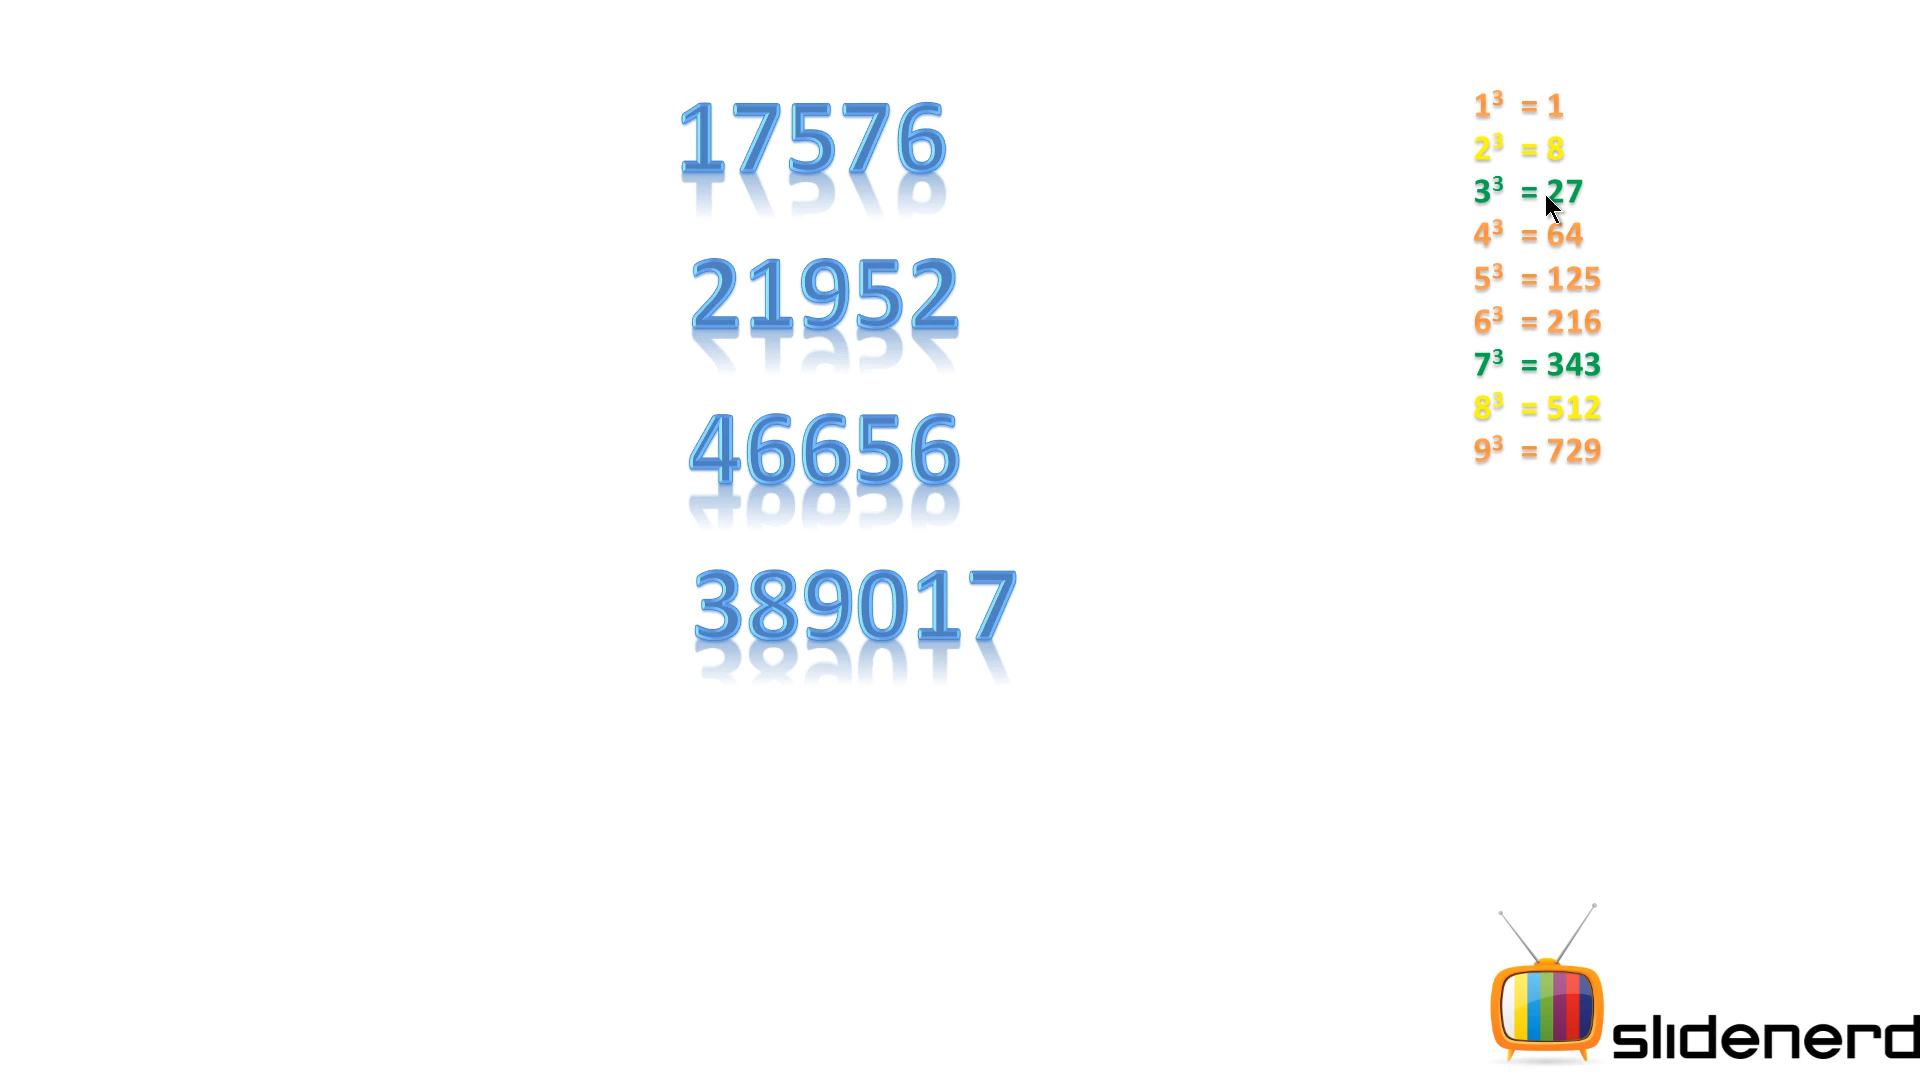 17576
21952
46656
389017
1³ = 1
2³ = 8
3³ = 27
4³ = 64
5³ = 125
6³ = 216
7³ = 343
8³ = 512
9³ = 729
slidenerd